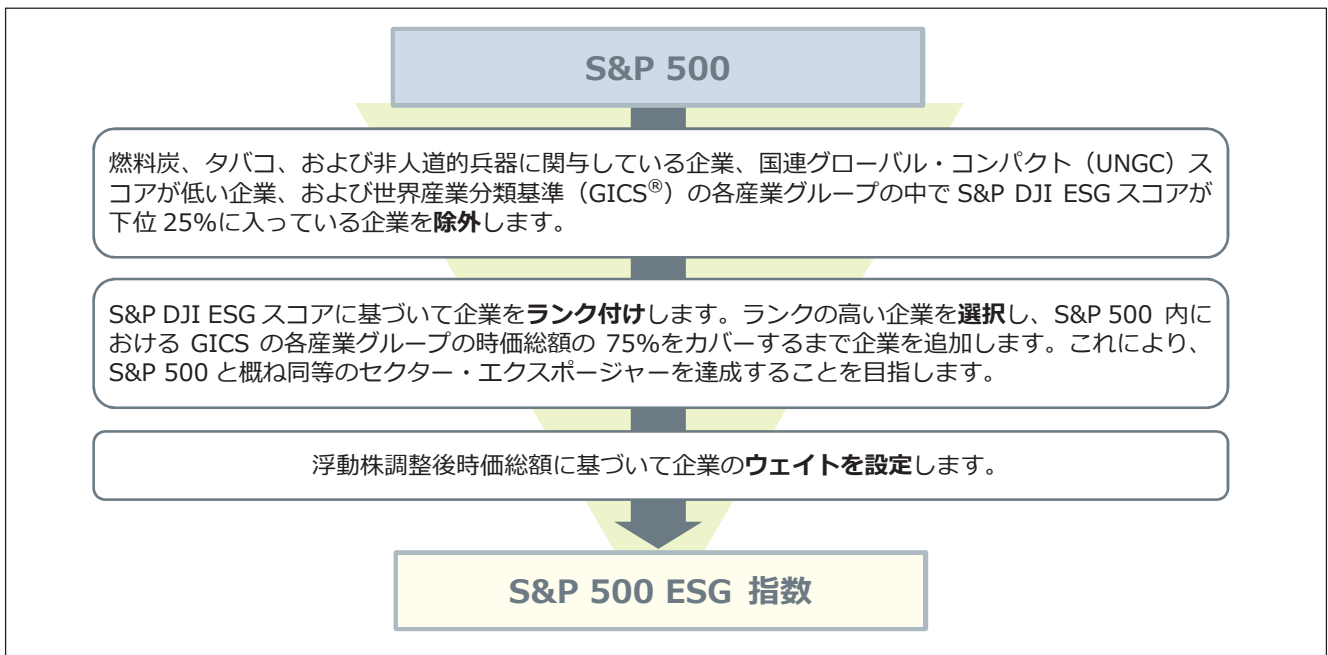 S&P 500
燃料炭、タバコ、および非人道的兵器に関与している企業、国連グローバル・コンパクト（UNGC）ス
コアが低い企業、および世界産業分類基準（GICS®）の各産業グループの中で S&P DJI ESG スコアが
下位 25%に入っている企業を除外します。
S&P DJI ESG スコアに基づいて企業をランク付けします。ランクの高い企業を選択し、S&P 500 内に
おける GICS の各産業グループの時価総額の 75%をカバーするまで企業を追加します。これにより、
S&P 500 と概ね同等のセクター・エクスポージャーを達成することを目指します。
浮動株調整後時価総額に基づいて企業のウェイトを設定します。
S&P 500 ESG 指数